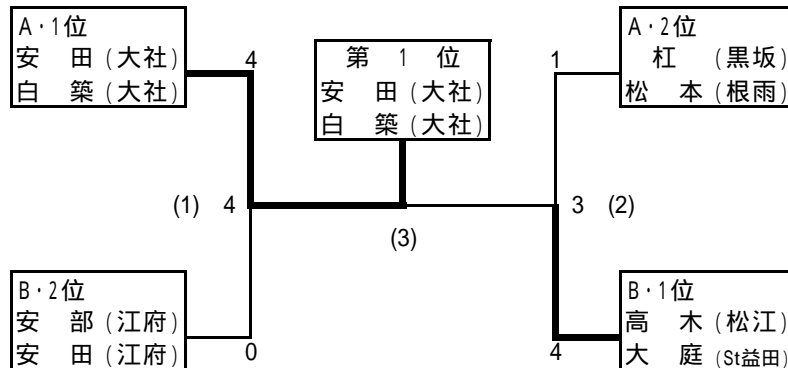 A・1位
安 田 (大社)
白 築 (大社)
4
第 1 位
安 田 (大社)
白 築 (大社)
1
A・2位
杠 (黒坂)
松 本 (根雨)
(1) 4
(3)
3 (2)
B・2位
安 部 (江府)
安 田 (江府)
0
4
B・1位
高 木 (松江)
大 庭 (St益田)